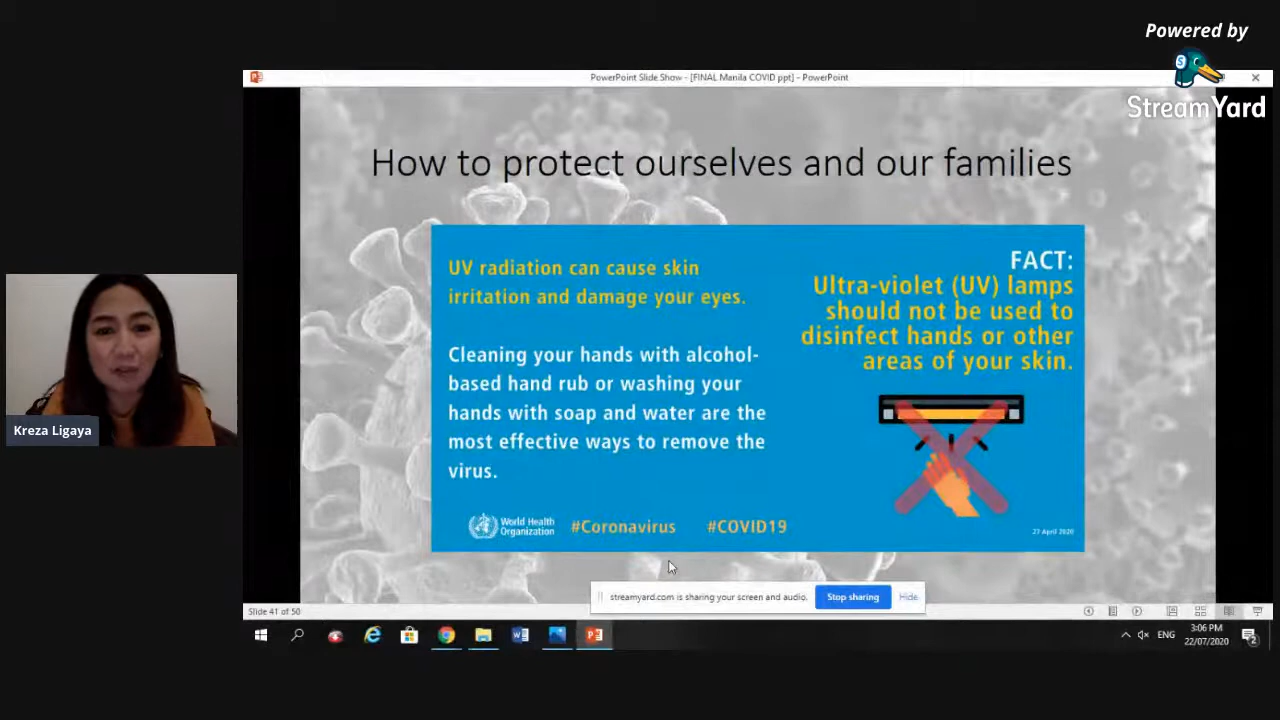 Powered by
StreamYard
PowerPoint Slide Show - [FINAL Manila COVID ppt] - PowerPoint
How to protect ourselves and our families
UV radiation can cause skin
irritation and damage your eyes.
Cleaning your hands with alcohol-
based hand rub or washing your
hands with soap and water are the
most effective ways to remove the
virus.
FACT:
Ultra-violet (UV) lamps
should not be used to
disinfect hands or other
areas of your skin.
World Health
Organization
#Coronavirus
#COVID19
27 April 2020
Kreza Ligaya
streamyard.com is sharing your screen and audio.
Stop sharing
Hide
Slide 41 of 50
ENG
3:06 PM
22/07/2020
2